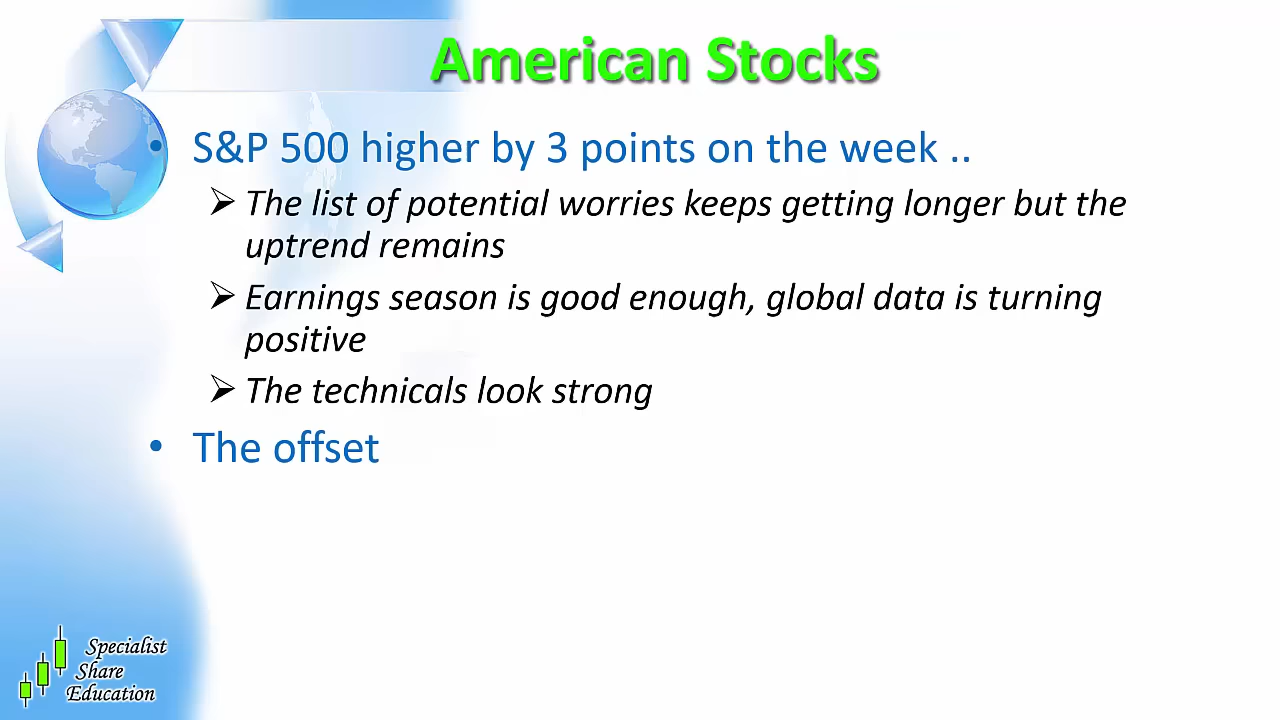 American Stocks
• S&P 500 higher by 3 points on the week ..
➢ The list of potential worries keeps getting longer but the
uptrend remains
➢ Earnings season is good enough, global data is turning
positive
➢ The technicals look strong
• The offset
Specialist
Share
Education